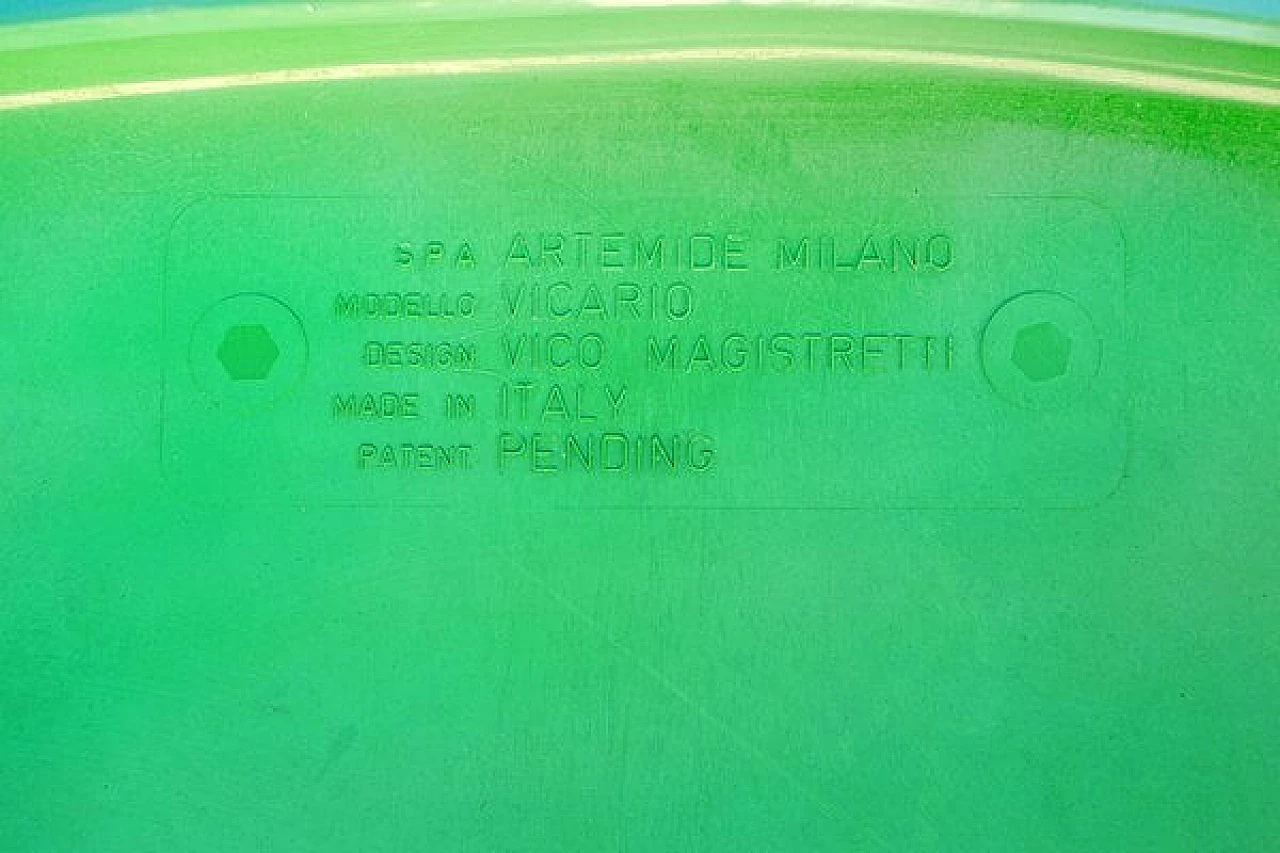 SPA ARTEMIDE MILANO
MODELLO VICARIO
DESIGN VICO MAGISTRETTI
MADE IN ITALY
PATENT PENDING